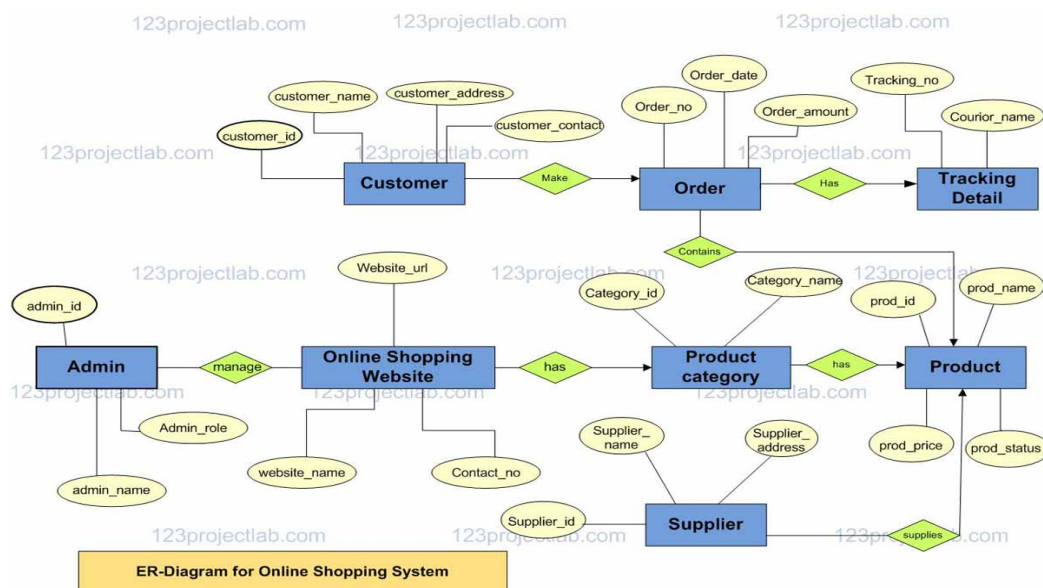 123projectlab.com
123projectlab.com
123projectlab.com
Order_date
customer_name
customer_address
Tracking_no
Order_no
Order_amount
Courior_name
customer_id
customer_contact
123projectlab.com
123projectlab.com
123projectlab.com
123projectlab.com
Customer
Make
Order
Has
Tracking
Detail
Contains
Website_url
123projectlab.com
123projectlab.com
123projectlab.com
Category_id
Category_name
prod_id
prod_name
admin_id
Admin
manage
Online Shopping
Website
has
Product
category
has
Product
123projectlab.com
123projectlab.com
123projectlab.com
123projectlab.com
Admin_role
Supplier_
name
Supplier_
address
prod_price
prod_status
admin_name
website_name
Contact_no
Supplier_id
Supplier
supplies
123projectlab.com
123projectlab.com
123projectlab.com
ER-Diagram for Online Shopping System